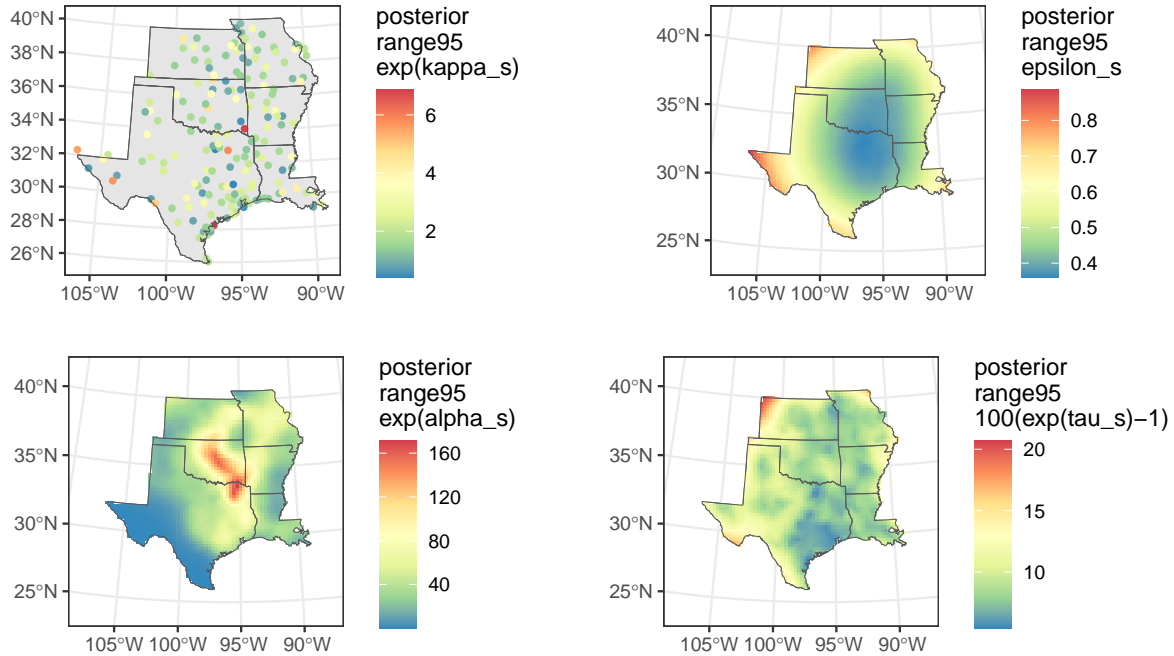 posterior
range95
exp(kappa_s)
40°N
38°N
36°N
34°N
32°N
30°N
28°N
26°N
6
4
2
105°W 100°W 95°W 90°W
posterior
range95
epsilon_s
40°N
35°N
30°N
25°N
0.8
0.7
0.6
0.5
0.4
105°W 100°W 95°W 90°W
posterior
range95
exp(alpha_s)
40°N
35°N
30°N
25°N
160
120
80
40
105°W 100°W 95°W 90°W
posterior
range95
100(exp(tau_s)−1)
40°N
35°N
30°N
25°N
20
15
10
105°W 100°W 95°W 90°W